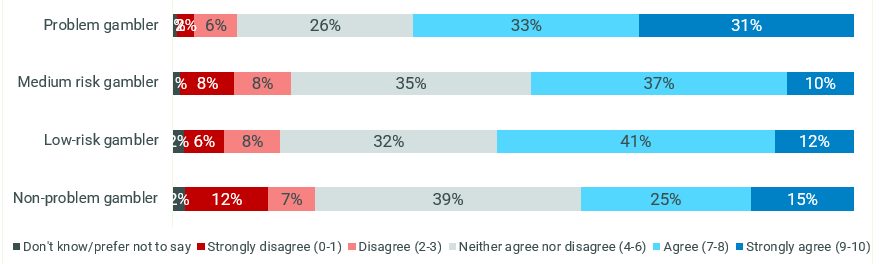 Problem gambler 2% 6% 26% 33% 31%
Medium risk gambler % 8% 8% 35% 37% 10%
Low-risk gambler 2% 6% 8% 32% 41% 12%
Non-problem gambler 2% 12% 7% 39% 25% 15%
Don't know/prefer not to say Strongly disagree (0-1) Disagree (2-3) Neither agree nor disagree (4-6) Agree (7-8) Strongly agree (9-10)